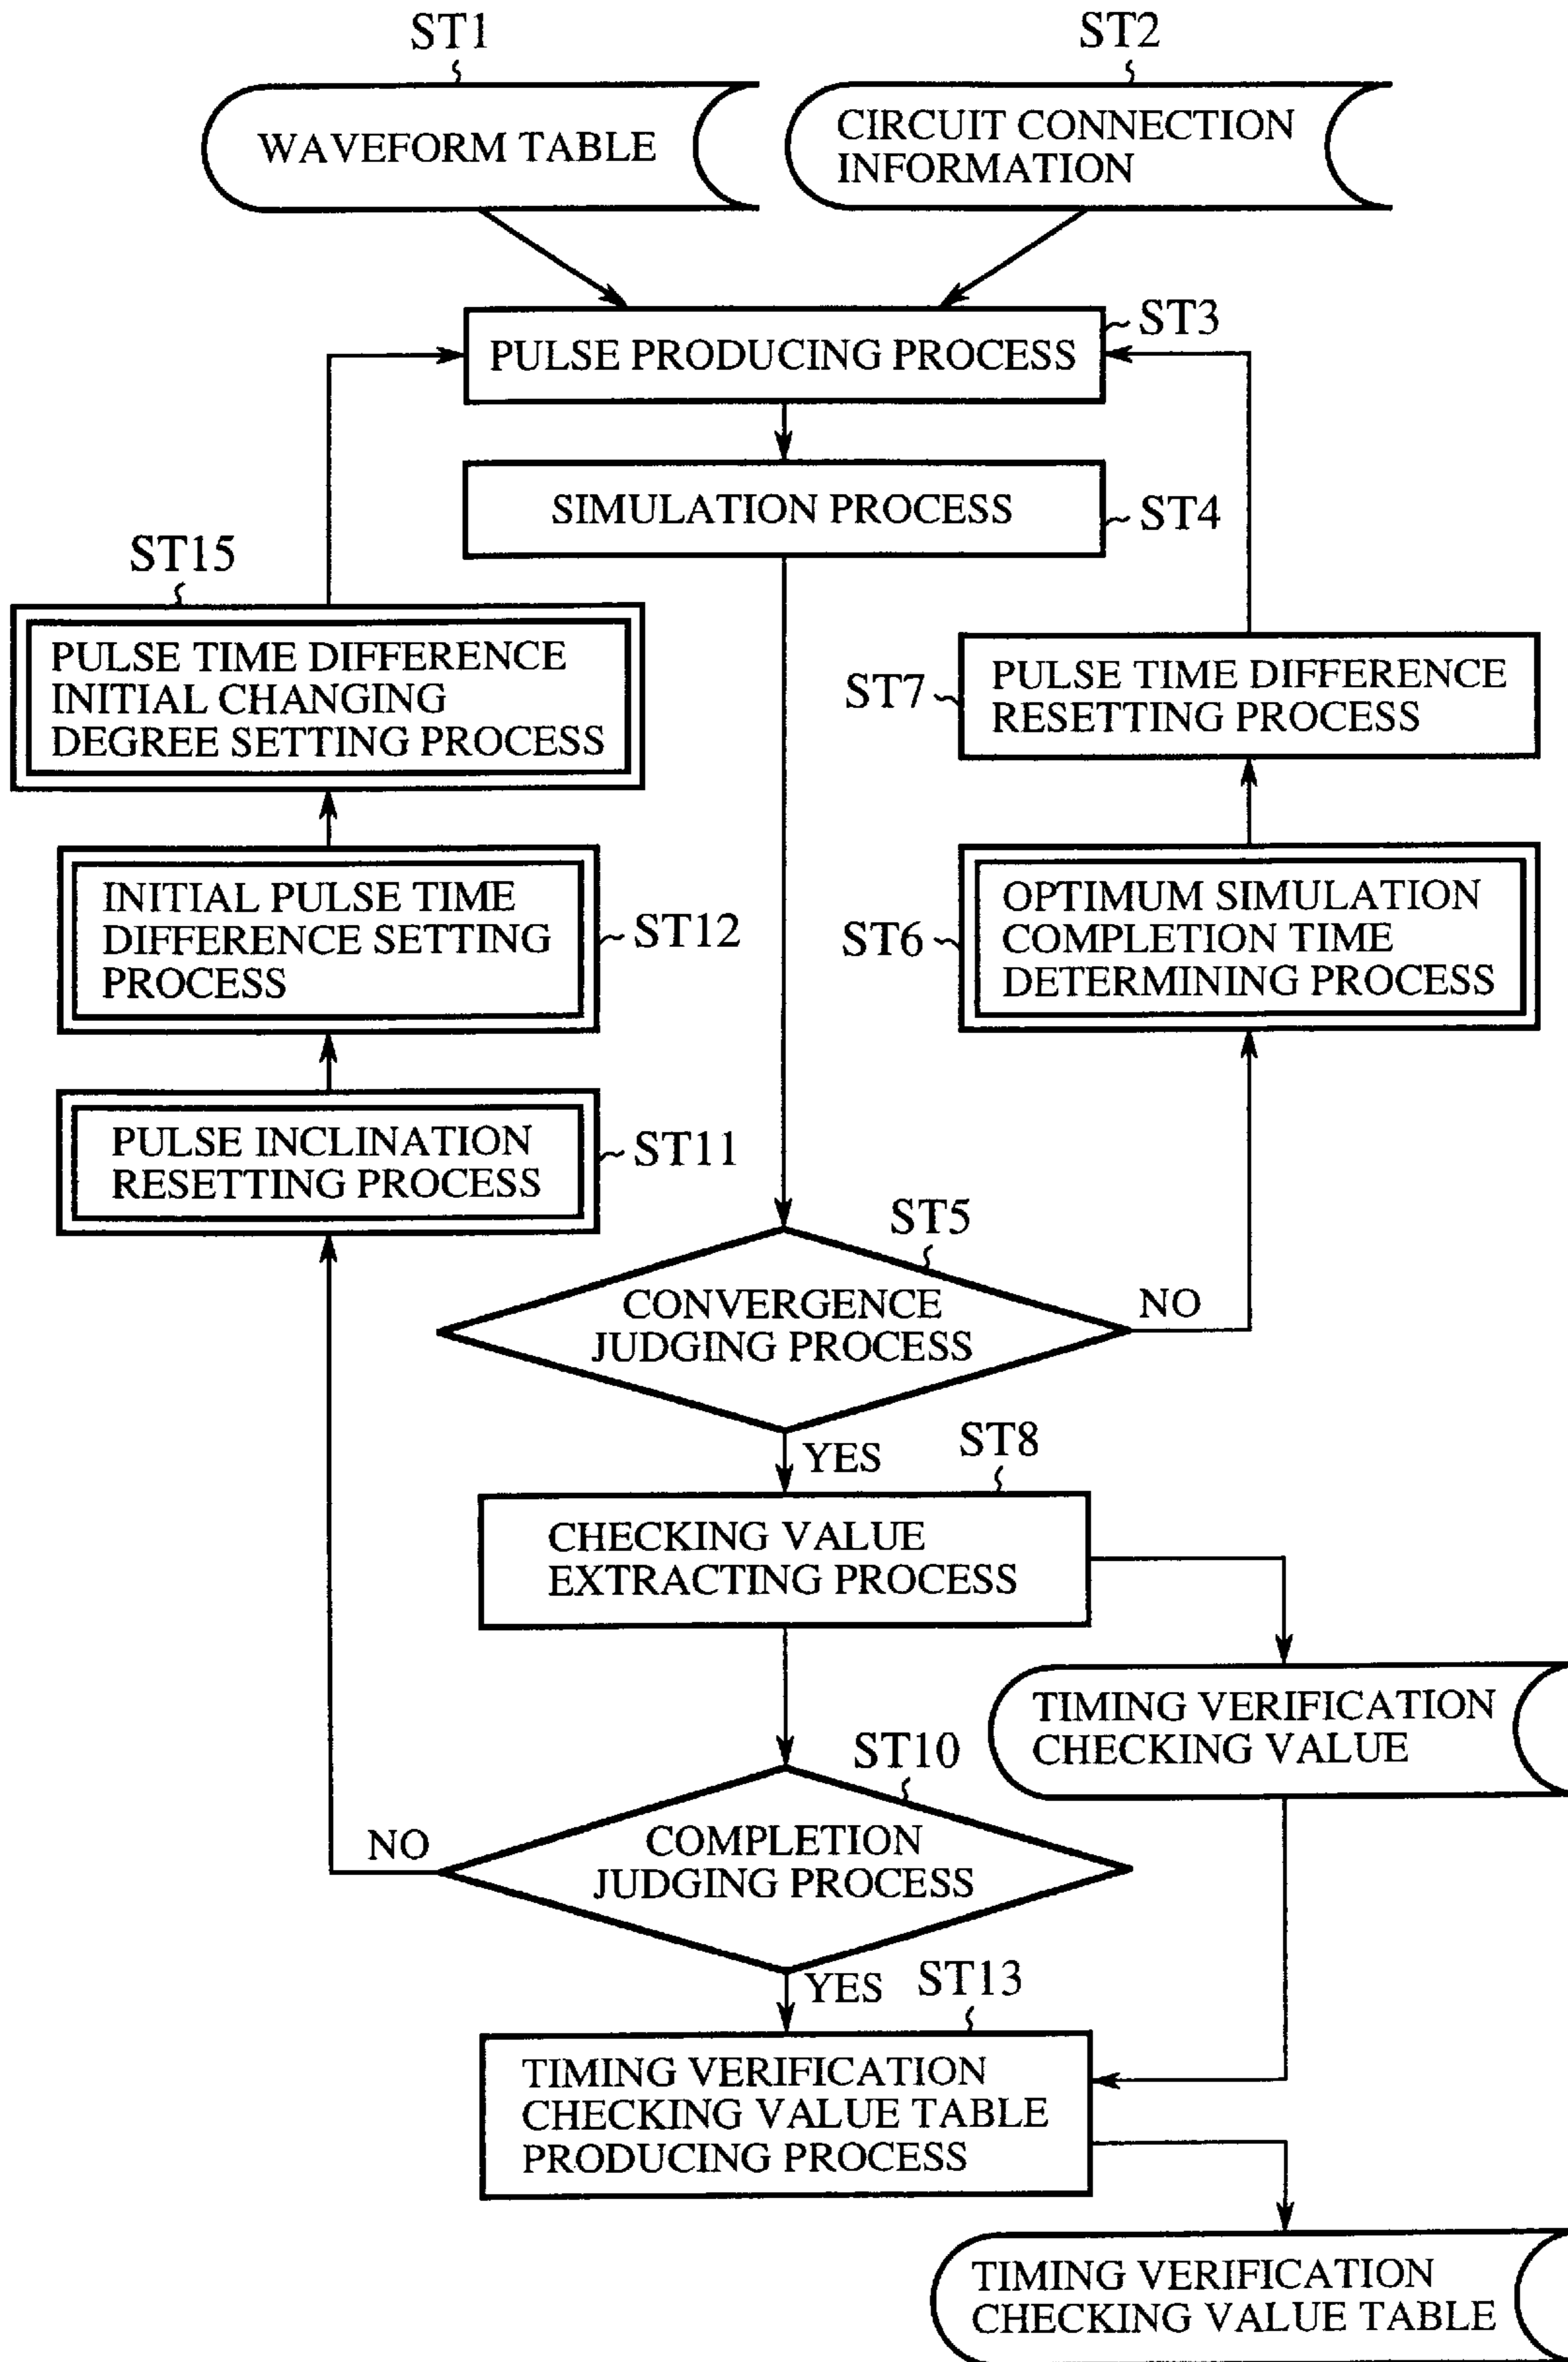 ST1
ST2
WAVEFORM TABLE
CIRCUIT CONNECTION
INFORMATION
PULSE PRODUCING PROCESS
ST3
SIMULATION PROCESS
ST4
ST15
PULSE TIME DIFFERENCE
INITIAL CHANGING
DEGREE SETTING PROCESS
ST7
PULSE TIME DIFFERENCE
RESETTING PROCESS
INITIAL PULSE TIME
DIFFERENCE SETTING
PROCESS
ST12
ST6
OPTIMUM SIMULATION
COMPLETION TIME
DETERMINING PROCESS
PULSE INCLINATION
RESETTING PROCESS
ST11
ST5
CONVERGENCE
JUDGING PROCESS
NO
YES
ST8
CHECKING VALUE
EXTRACTING PROCESS
TIMING VERIFICATION
CHECKING VALUE
ST10
NO
COMPLETION
JUDGING PROCESS
YES
ST13
TIMING VERIFICATION
CHECKING VALUE TABLE
PRODUCING PROCESS
TIMING VERIFICATION
CHECKING VALUE TABLE